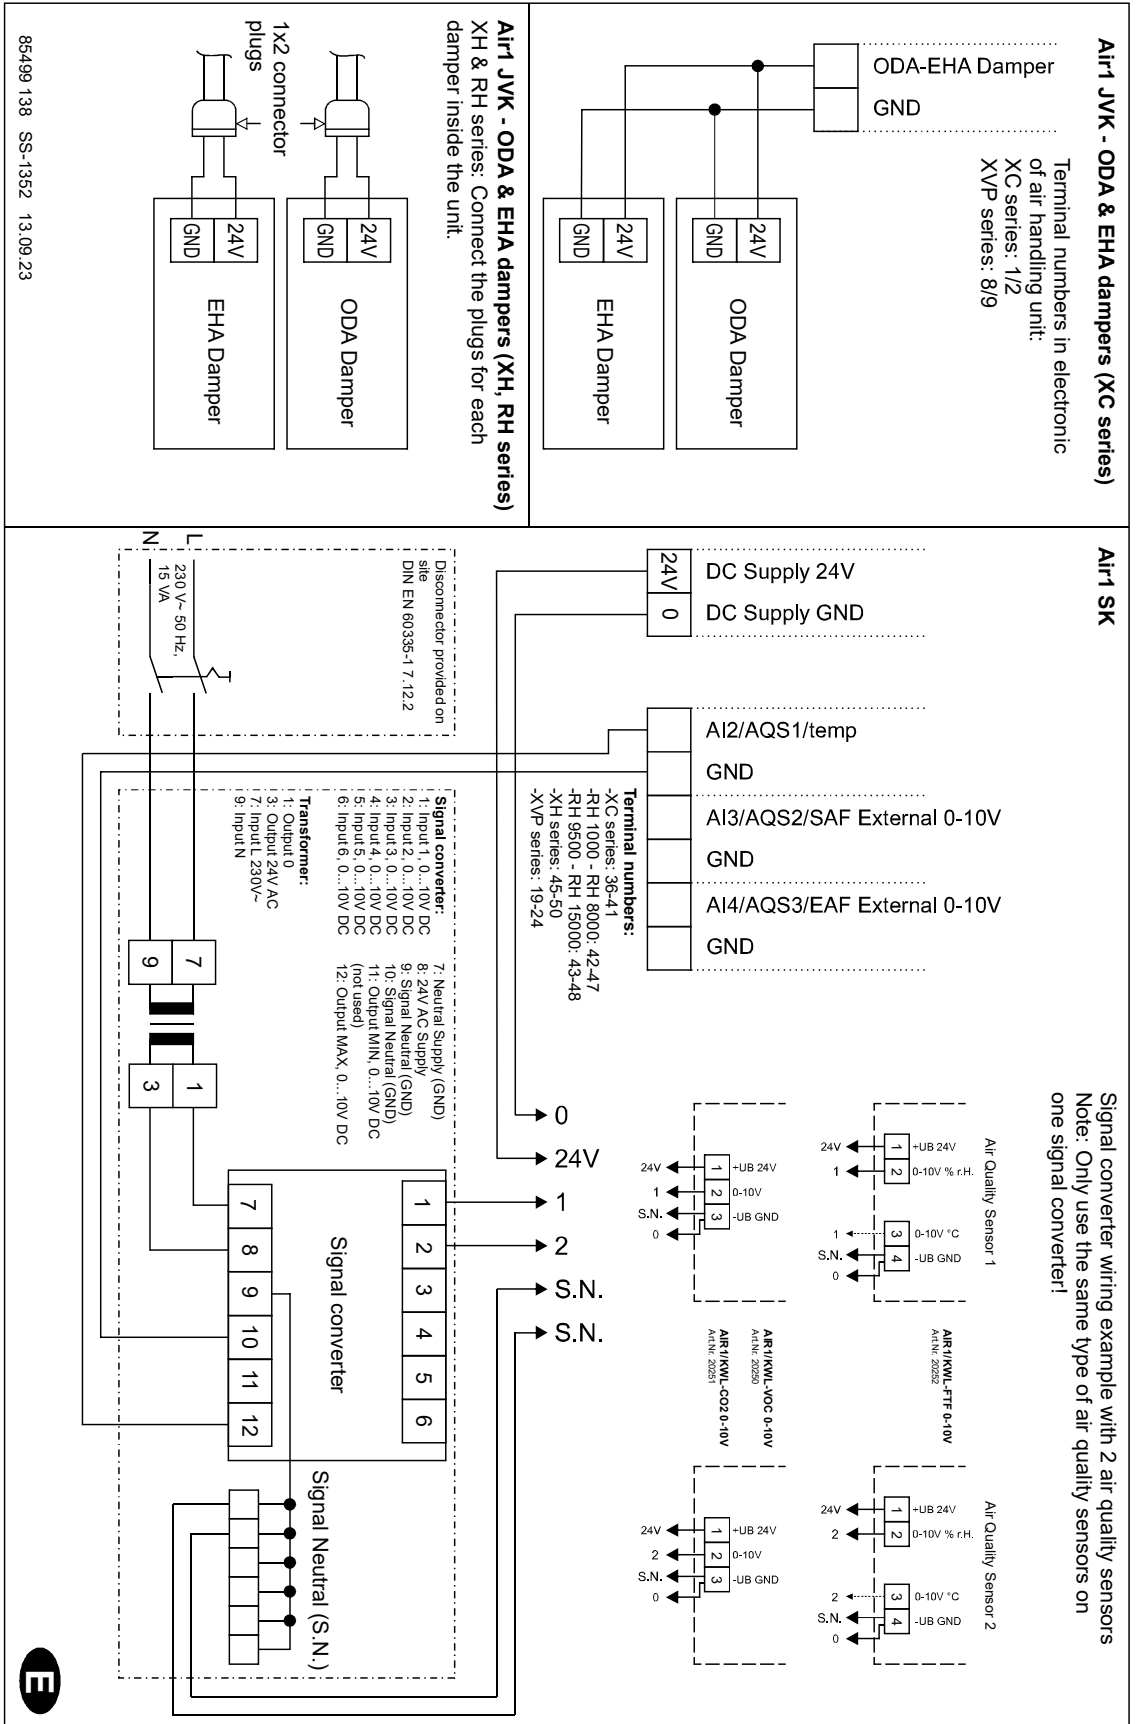 Air1 JVK - ODA & EHA dampers (XC series)
ODA-EHA Damper
GND
Terminal numbers in electronic
of air handling unit:
XC series: 1/2
XVP series: 8/9
24V
GND
ODA Damper
24V
GND
EHA Damper
Air1 JVK - ODA & EHA dampers (XH, RH series)
XH & RH series: Connect the plugs for each
damper inside the unit.
1x2 connector
plugs
24V
GND
ODA Damper
24V
GND
EHA Damper
85499 138 SS-1352 13.09.23
Air1 SK
DC Supply 24V
DC Supply GND
24V
0
AI2/AQS1/temp
GND
AI3/AQS2/SAF External 0-10V
GND
AI4/AQS3/EAF External 0-10V
GND
Terminal numbers:
-XC series: 36-41
-RH 1000 - RH 8000: 42-47
-RH 9500 - RH 15000: 43-48
-XH series: 45-50
-XVP series: 19-24
Signal converter wiring example with 2 air quality sensors
Note: Only use the same type of air quality sensors on
one signal converter!
Air Quality Sensor 1
1
+UB 24V
2
0-10V % r.H.
3
0-10V °C
4
-UB GND
24V
1
1
S.N.
0
AIR1/KWL-FTF 0-10V
Art.Nr. 20252
Air Quality Sensor 2
1
+UB 24V
2
0-10V % r.H.
3
0-10V °C
4
-UB GND
24V
2
2
S.N.
0
1
+UB 24V
2
0-10V
3
-UB GND
24V
1
S.N.
0
AIR1/KWL-VOC 0-10V
Art.Nr. 20250
AIR1/KWL-CO2 0-10V
Art.Nr. 20251
1
+UB 24V
2
0-10V
3
-UB GND
24V
2
S.N.
0
0
24V
1
2
S.N.
S.N.
Disconnector provided on
site
DIN EN 60335-1 7.12.2
L
N
230 V~ 50 Hz,
15 VA
Signal converter:
1: Input 1, 0...10V DC
2: Input 2, 0...10V DC
3: Input 3, 0...10V DC
4: Input 4, 0...10V DC
5: Input 5, 0...10V DC
6: Input 6, 0...10V DC
7: Neutral Supply (GND)
8: 24V AC Supply
9: Signal Neutral (GND)
10: Signal Neutral (GND)
11: Output MIN, 0...10V DC
(not used)
12: Output MAX, 0...10V DC
Transformer:
1: Output 0
3: Output 24V AC
7: Input L 230V~
9: Input N
7
9
1
3
1
2
3
4
5
6
Signal converter
7
8
9
10
11
12
Signal Neutral (S.N.)
E